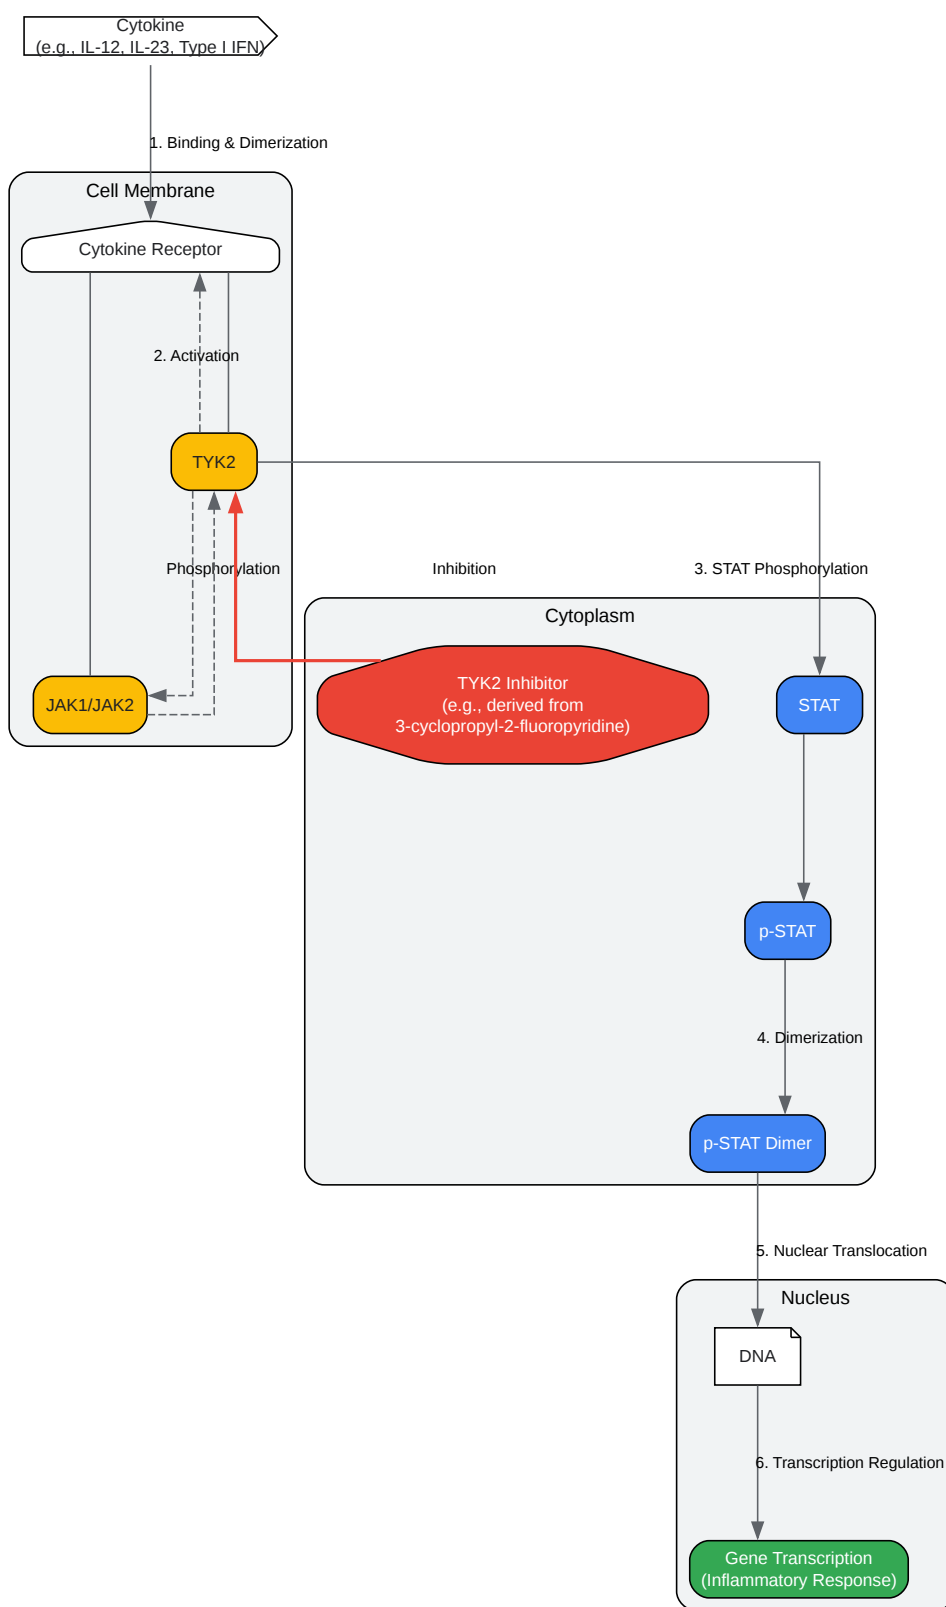 Cytokine
(e.g., IL-12, IL-23, Type I IFN)
1. Binding & Dimerization
Cell Membrane
Cytokine Receptor
2. Activation
TYK2
Phosphorylation
Inhibition
3. STAT Phosphorylation
Cytoplasm
TYK2 Inhibitor
(e.g., derived from
3-cyclopropyl-2-fluoropyridine)
STAT
JAK1/JAK2
p-STAT
4. Dimerization
p-STAT Dimer
5. Nuclear Translocation
Nucleus
DNA
6. Transcription Regulation
Gene Transcription
(Inflammatory Response)